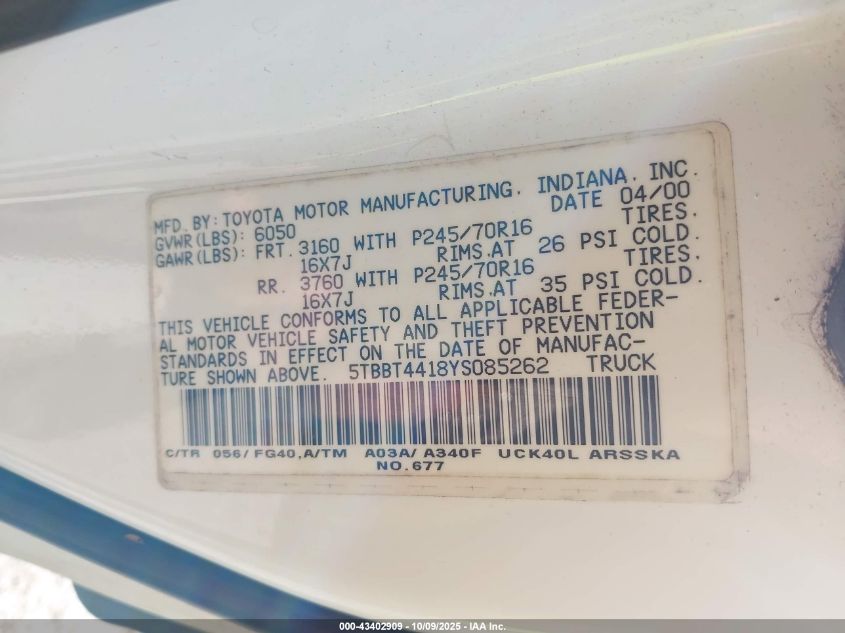 MFD. BY: TOYOTA MOTOR MANUFACTURING, INDIANA, INC.
GVWR(LBS): 6050 DATE 04/00
GAWR(LBS): FRT. 3160 WITH P245/70R16 TIRES.
16X7J RIMS.AT 26 PSI COLD.
RR. 3760 WITH P245/70R16 TIRES.
16X7J RIMS.AT 35 PSI COLD.
THIS VEHICLE CONFORMS TO ALL APPLICABLE FEDER-
AL MOTOR VEHICLE SAFETY AND THEFT PREVENTION
STANDARDS IN EFFECT ON THE DATE OF MANUFAC-
TURE SHOWN ABOVE. 5TBBT4418YS085262 TRUCK
C/TR 056/FG40,A/TM A03A/A340F UCK40L ARSSKA
NO.677
000-43402909 - 10/09/2025 - IAA Inc.